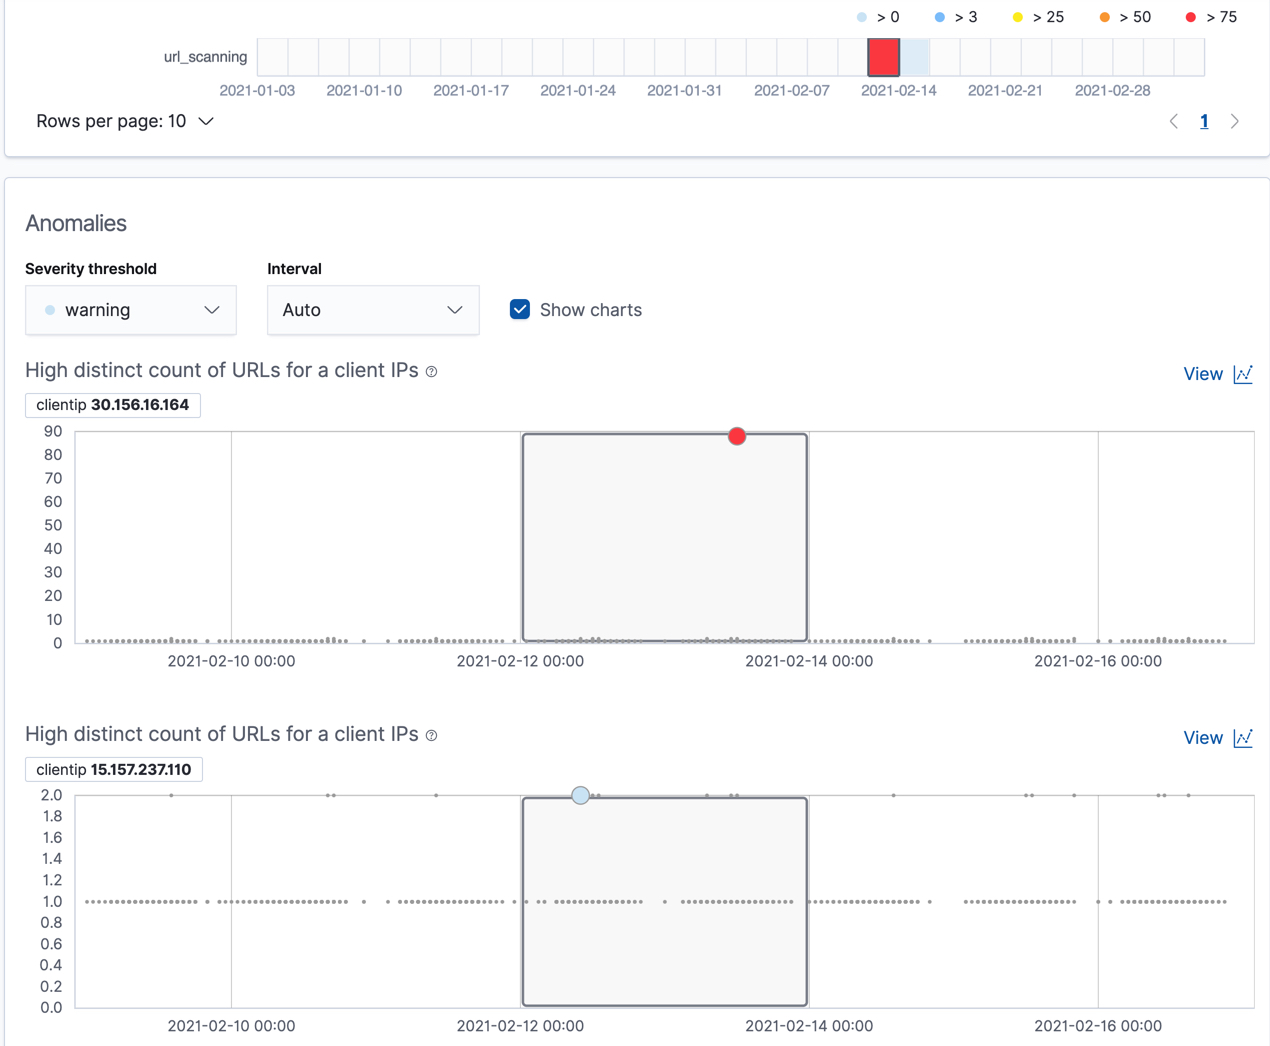 > 0 > 3 > 25 > 50 > 75
url_scanning
2021-01-03 2021-01-10 2021-01-17 2021-01-24 2021-01-31 2021-02-07 2021-02-14 2021-02-21 2021-02-28
Rows per page: 10
1
Anomalies
Severity threshold Interval
warning Auto Show charts
High distinct count of URLs for a client IPs ? View
clientip 30.156.16.164
90
80
70
60
50
40
30
20
10
0
2021-02-10 00:00 2021-02-12 00:00 2021-02-14 00:00 2021-02-16 00:00
High distinct count of URLs for a client IPs ? View
clientip 15.157.237.110
2.0
1.8
1.6
1.4
1.2
1.0
0.8
0.6
0.4
0.2
0.0
2021-02-10 00:00 2021-02-12 00:00 2021-02-14 00:00 2021-02-16 00:00